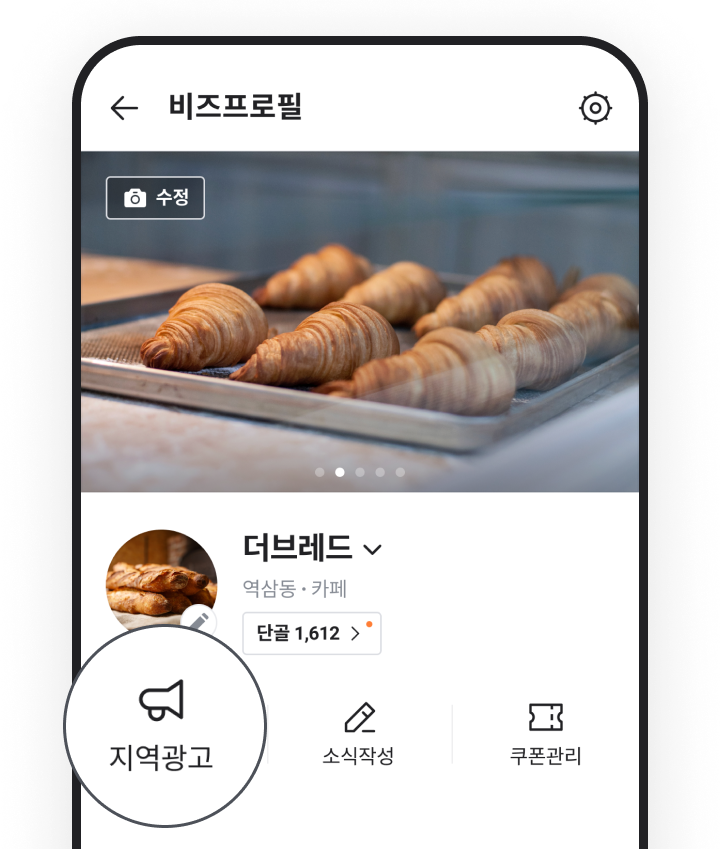 비즈프로필
수정
더브레드
역삼동 · 카페
단골 1,612
지역광고
소식작성
쿠폰관리